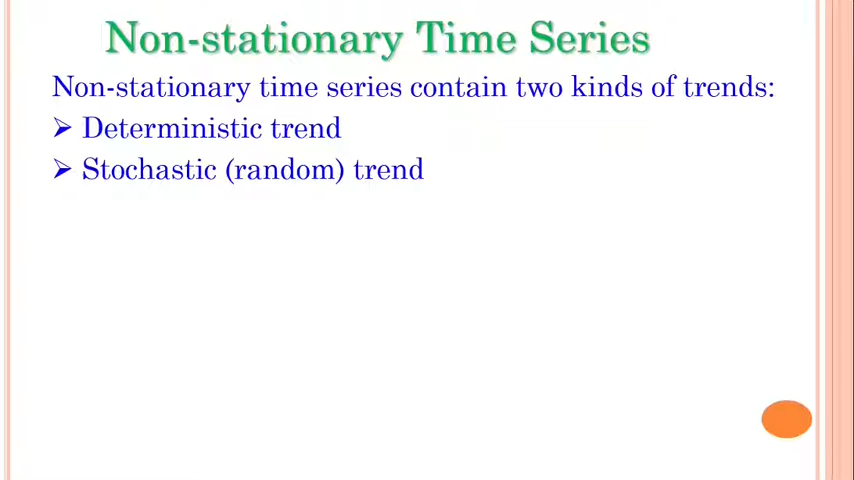 Non-stationary Time Series
Non-stationary time series contain two kinds of trends:
➢ Deterministic trend
➢ Stochastic (random) trend